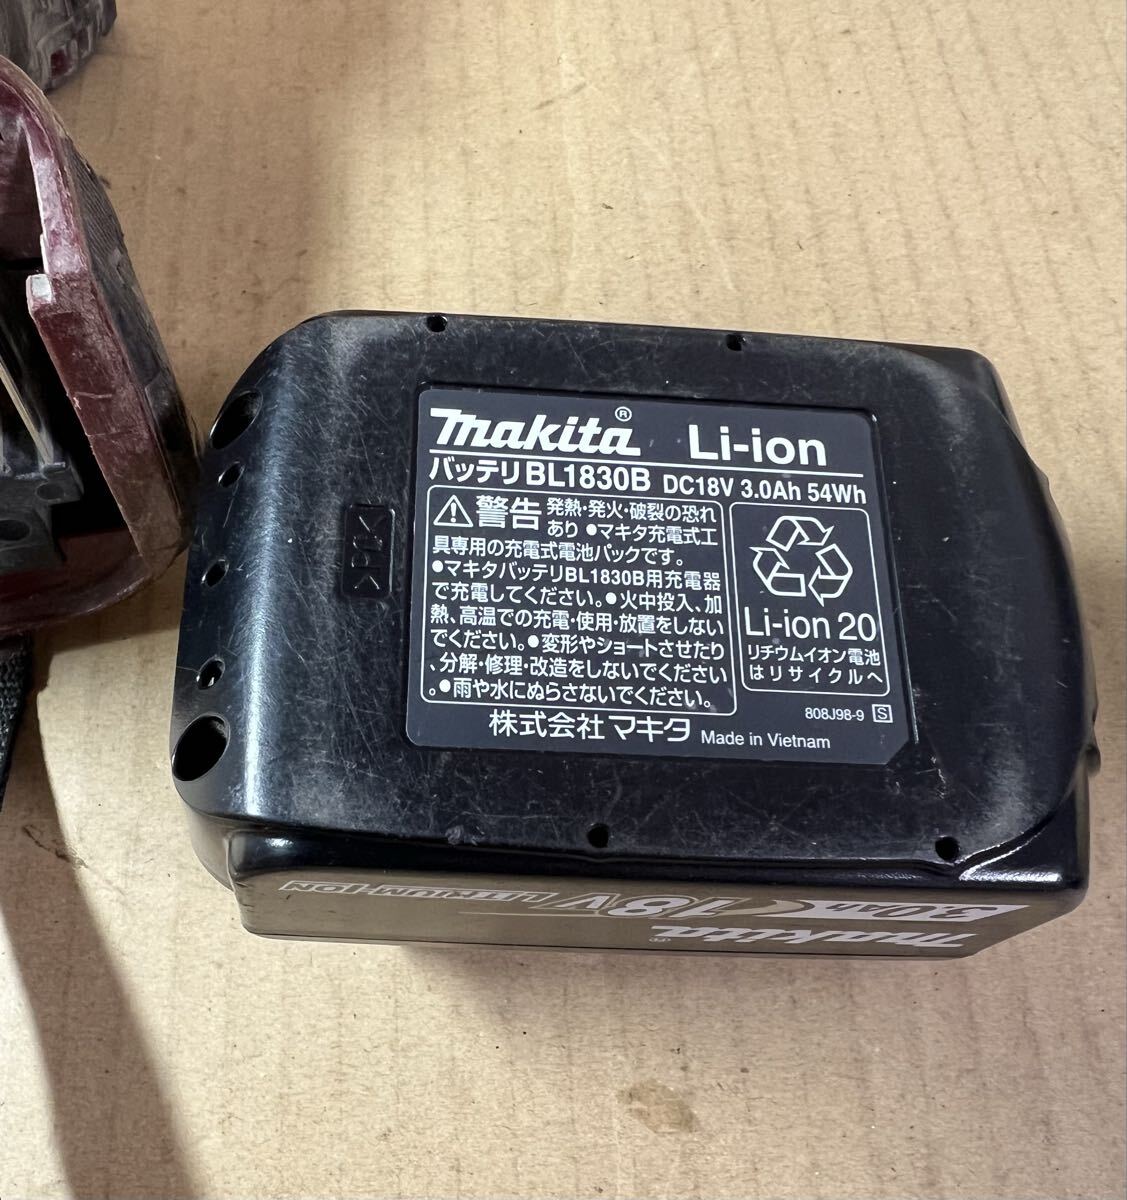 makita® Li-ion
バッテリBL1830B DC18V 3.0Ah 54Wh
警告 発熱・発火・破裂の恐れ
あり ●マキタ充電式工
具専用の充電式電池パックです。
●マキタバッテリBL1830B用充電器
で充電してください。●火中投入、加
熱、高温での充電・使用・放置をしない
でください。●変形やショートさせたり
、分解・修理・改造をしないでください
。●雨や水にぬらさないでください。
Li-ion 20
リチウムイオン電池
はリサイクルへ
808J98-9 S
株式会社マキタ Made in Vietnam
makita®
3.0Ah 18V LITHIUM-ION